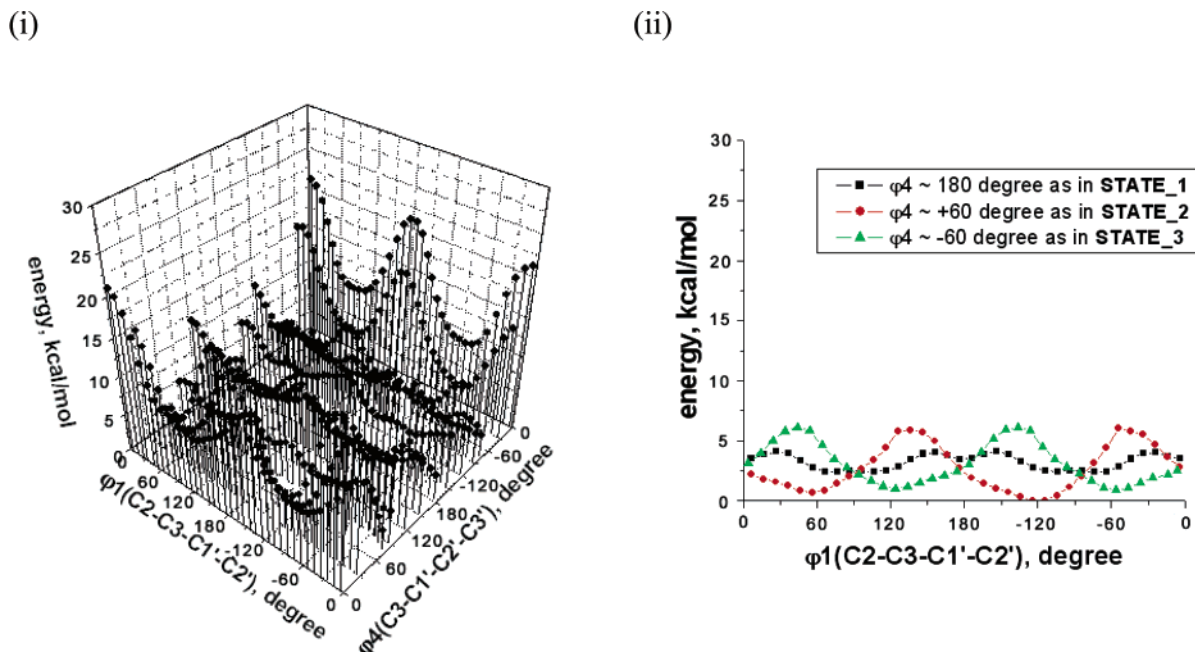 (i)
(ii)
30
25
20
15
10
5
0
energy, kcal/mol
0
60
120
180
-120
-60
0
φ1(C2-C3-C1'-C2'), degree
0
60
120
180
-120
-60
0
φ4(C3-C1'-C2'-C3'), degree
30
25
20
15
10
5
0
energy, kcal/mol
φ4 ~ 180 degree as in STATE_1
φ4 ~ +60 degree as in STATE_2
φ4 ~ -60 degree as in STATE_3
0 60 120 180 -120 -60 0
φ1(C2-C3-C1'-C2'), degree